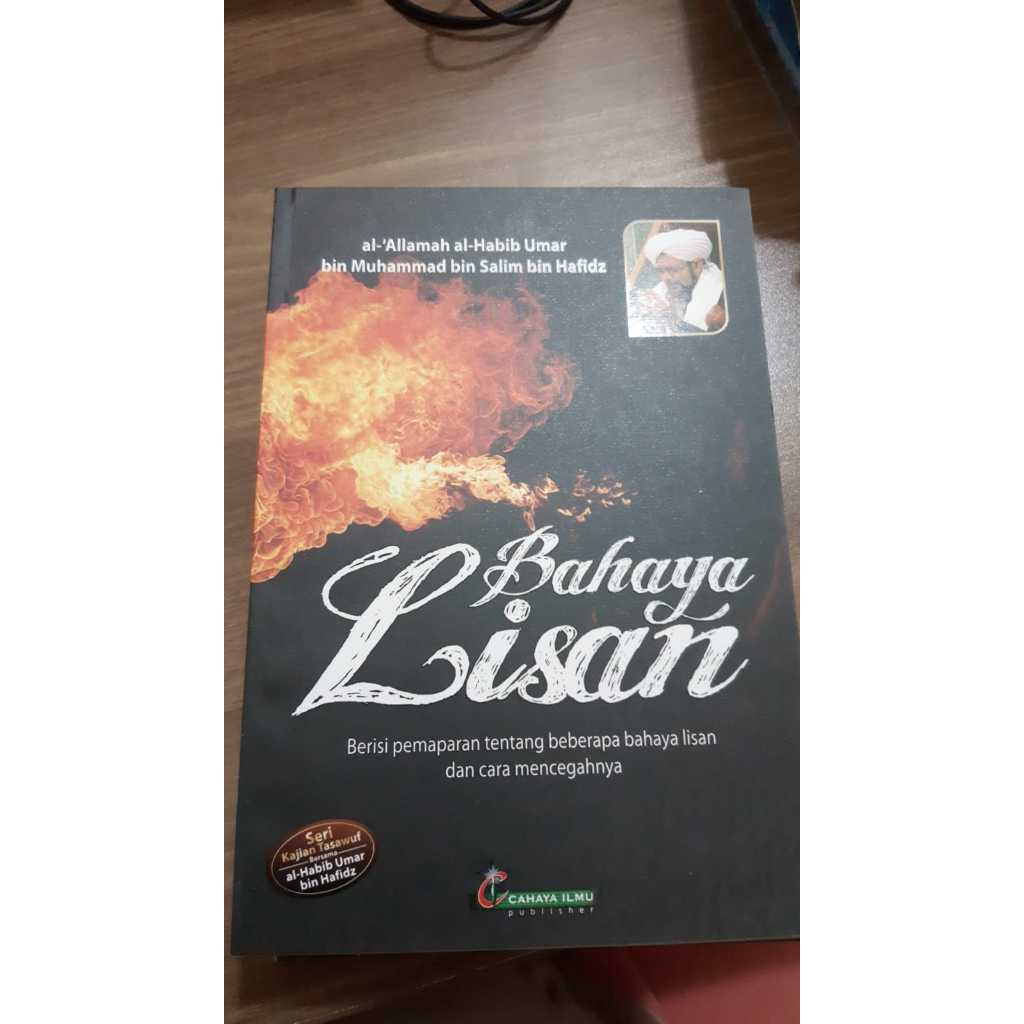 al-'Allamah al-Habib Umar
bin Muhammad bin Salim bin Hafidz
Bahaya
Lisan
Berisi pemaparan tentang beberapa bahaya lisan
dan cara mencegahnya
Seri
Kajian Tasawuf
Bersama
al-Habib Umar
bin Hafidz
CAHAYA ILMU
publisher